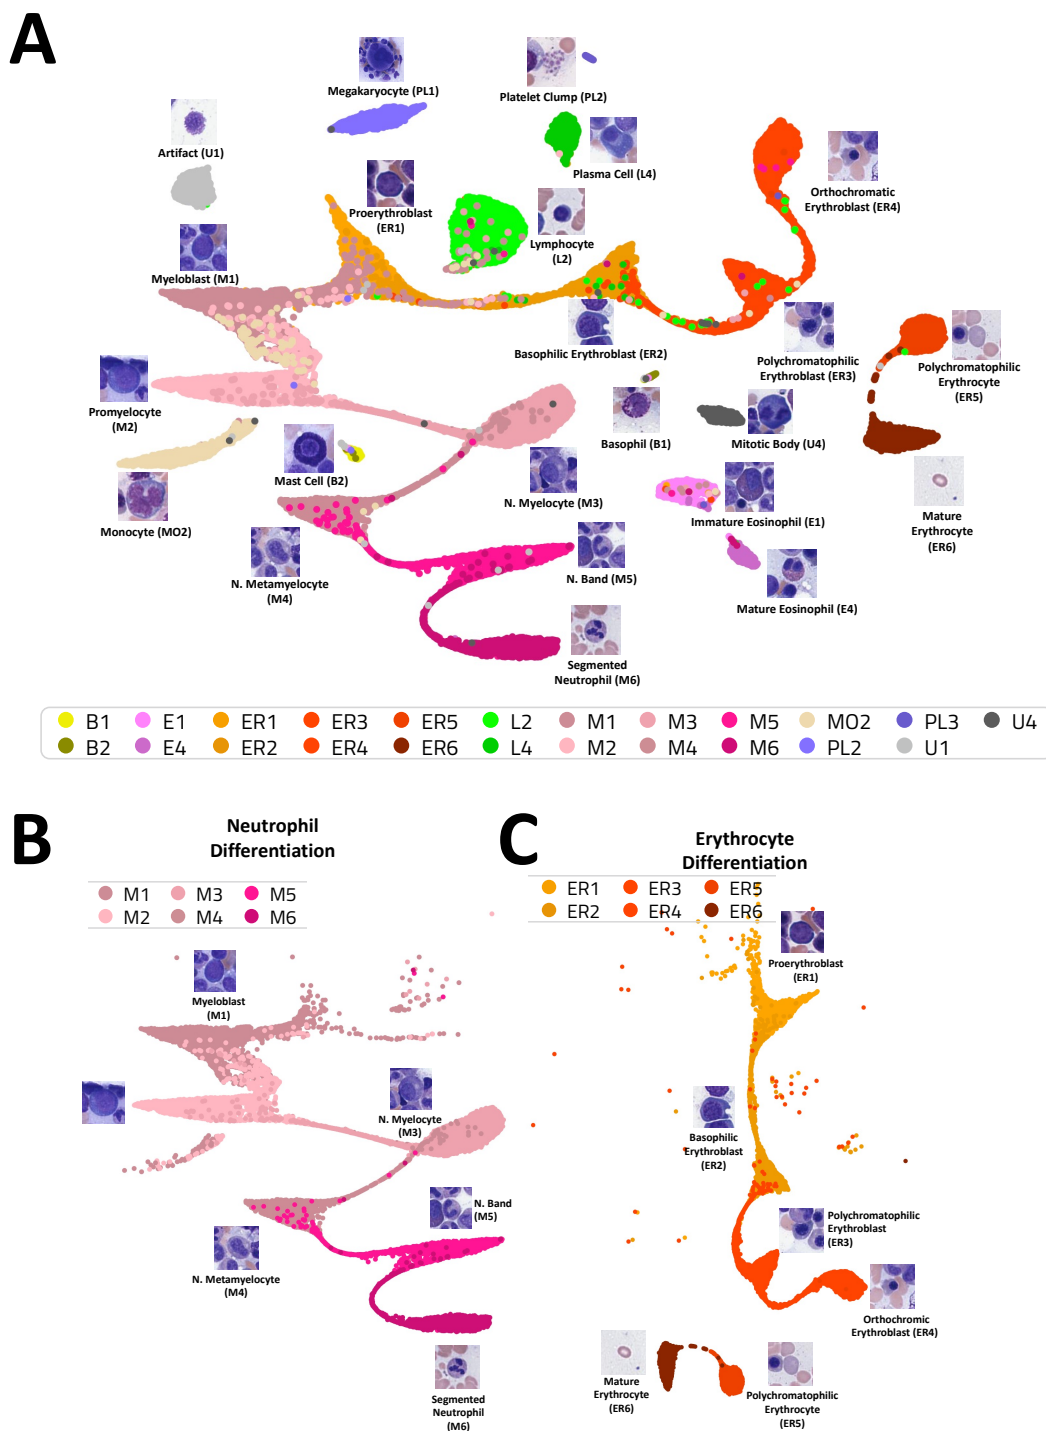 A
Megakaryocyte (PL1)
Platelet Clump (PL2)
Artifact (U1)
Plasma Cell (L4)
Proerythroblast
(ER1)
Orthochromatic
Erythroblast (ER4)
Lymphocyte
(L2)
Myeloblast (M1)
Basophilic Erythroblast (ER2)
Polychromatophilic
Erythroblast (ER3)
Polychromatophilic
Erythrocyte
(ER5)
Promyelocyte
(M2)
Basophil (B1)
Mitotic Body (U4)
Mast Cell (B2)
N. Myelocyte (M3)
Monocyte (MO2)
Immature Eosinophil (E1)
Mature
Erythrocyte
(ER6)
N. Metamyelocyte
(M4)
N. Band (M5)
Mature Eosinophil (E4)
Segmented
Neutrophil (M6)
B1 E1 ER1 ER3 ER5 L2 M1 M3 M5 MO2 PL3 U4
B2 E4 ER2 ER4 ER6 L4 M2 M4 M6 PL2 U1
B
Neutrophil
Differentiation
M1 M3 M5
M2 M4 M6
Myeloblast
(M1)
N. Myelocyte
(M3)
N. Band
(M5)
N. Metamyelocyte
(M4)
Segmented
Neutrophil
(M6)
C
Erythrocyte
Differentiation
ER1 ER3 ER5
ER2 ER4 ER6
Proerythroblast
(ER1)
Basophilic
Erythroblast
(ER2)
Polychromatophilic
Erythroblast
(ER3)
Orthochromic
Erythroblast (ER4)
Mature
Erythrocyte
(ER6)
Polychromatophilic
Erythrocyte
(ER5)